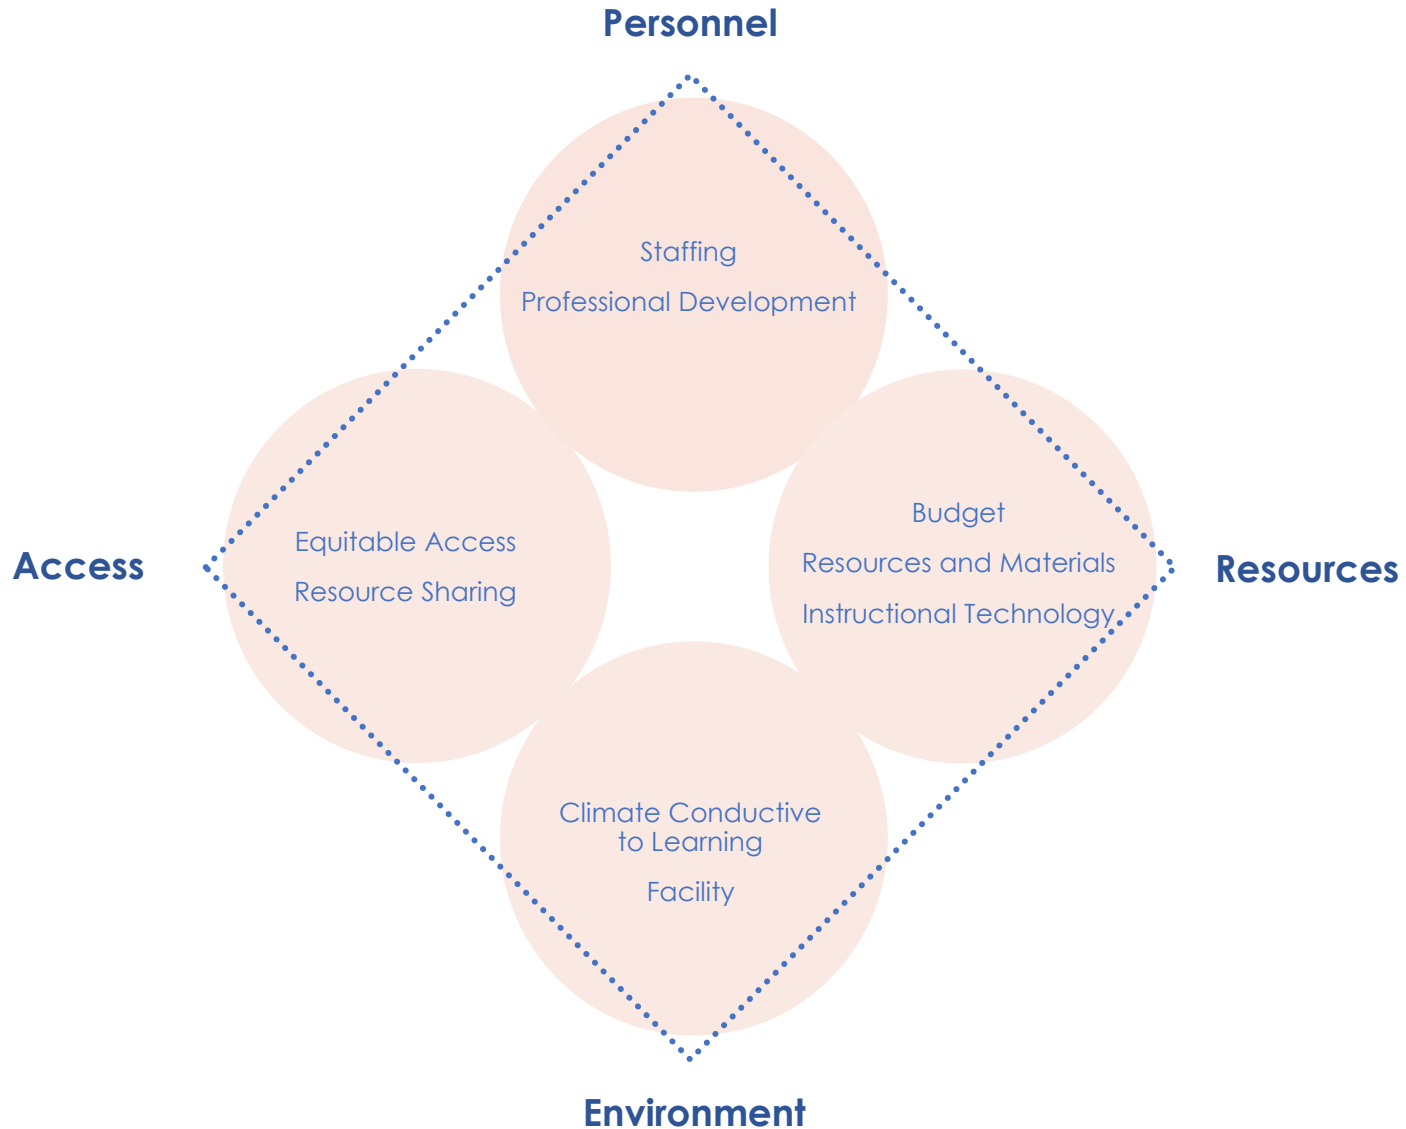 Personnel
Staffing
Professional Development
Access
Equitable Access
Resource Sharing
Budget
Resources and Materials
Instructional Technology
Resources
Climate Conductive
to Learning
Facility
Environment